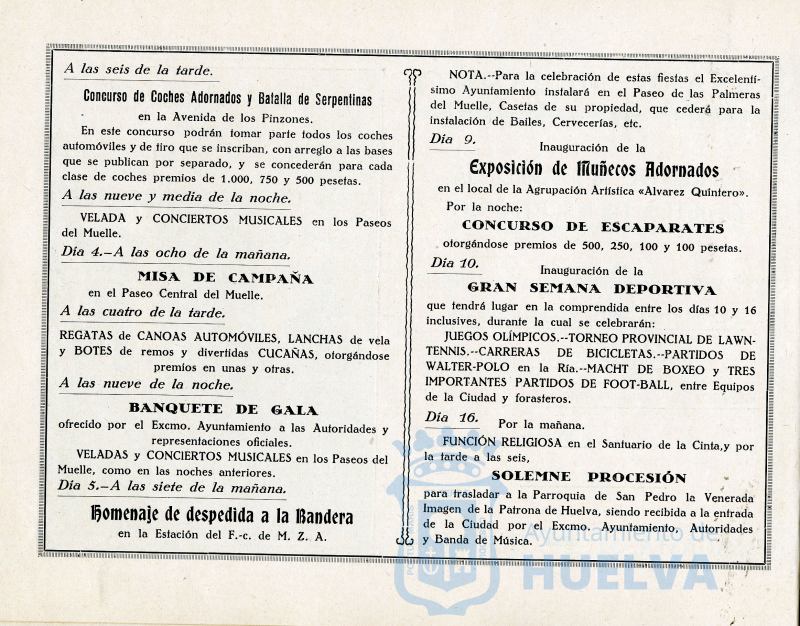 A las seis de la tarde.
Concurso de Coches Adornados y Batalla de Serpentinas
en la Avenida de los Pinzones.
En este concurso podrán tomar parte todos los coches
automóviles y de tiro que se inscriban, con arreglo a las bases
que se publican por separado, y se concederán para cada
clase de coches premios de 1.000, 750 y 500 pesetas.
A las nueve y media de la noche.
VELADA y CONCIERTOS MUSICALES en los Paseos
del Muelle.
Día 4.–A las ocho de la mañana.
MISA DE CAMPAÑA
en el Paseo Central del Muelle.
A las cuatro de la tarde.
REGATAS de CANOAS AUTOMÓVILES, LANCHAS de vela
y BOTES de remos y divertidas CUCAÑAS, otorgándose
premios en unas y otras.
A las nueve de la noche.
BANQUETE DE GALA
ofrecido por el Excmo. Ayuntamiento a las Autoridades y
representaciones oficiales.
VELADAS y CONCIERTOS MUSICALES en los Paseos del
Muelle, como en las noches anteriores.
Día 5.–A las siete de la mañana.
Homenaje de despedida a la Bandera
en la Estación del F.-c. de M. Z. A.
NOTA.--Para la celebración de estas fiestas el Excelentí-
simo Ayuntamiento instalará en el Paseo de las Palmeras
del Muelle, Casetas de su propiedad, que cederá para la
instalación de Bailes, Cervecerías, etc.
Día 9.
Inauguración de la
Exposición de Muñecos Adornados
en el local de la Agrupación Artística «Alvarez Quintero».
Por la noche:
CONCURSO DE ESCAPARATES
otorgándose premios de 500, 250, 100 y 100 pesetas.
Día 10.
Inauguración de la
GRAN SEMANA DEPORTIVA
que tendrá lugar en la comprendida entre los días 10 y 16
inclusives, durante la cual se celebrarán:
JUEGOS OLÍMPICOS.--TORNEO PROVINCIAL DE LAWN-
TENNIS.--CARRERAS DE BICICLETAS.--PARTIDOS DE
WALTER-POLO en la Ría.--MACHT DE BOXEO y TRES
IMPORTANTES PARTIDOS DE FOOT-BALL, entre Equipos
de la Ciudad y forasteros.
Día 16.
Por la mañana.
FUNCIÓN RELIGIOSA en el Santuario de la Cinta,y por
la tarde a las seis,
SOLEMNE PROCESIÓN
para trasladar a la Parroquia de San Pedro la Venerada
Imagen de la Patrona de Huelva, siendo recibida a la entrada
de la Ciudad por el Excmo. Ayuntamiento, Autoridades
y Banda de Música.
Ayuntamiento de
HUELVA